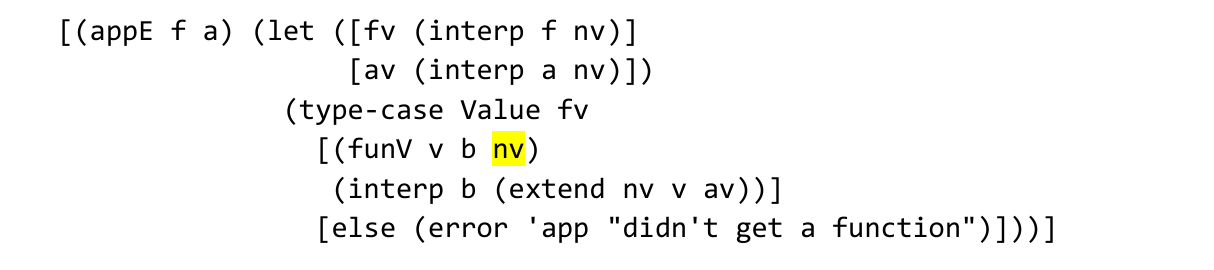 [(appE f a) (let ([fv (interp f nv)]
                  [av (interp a nv)])
              (type-case Value fv
                [(funV v b nv)
                 (interp b (extend nv v av))]
                [else (error 'app "didn't get a function")]))]